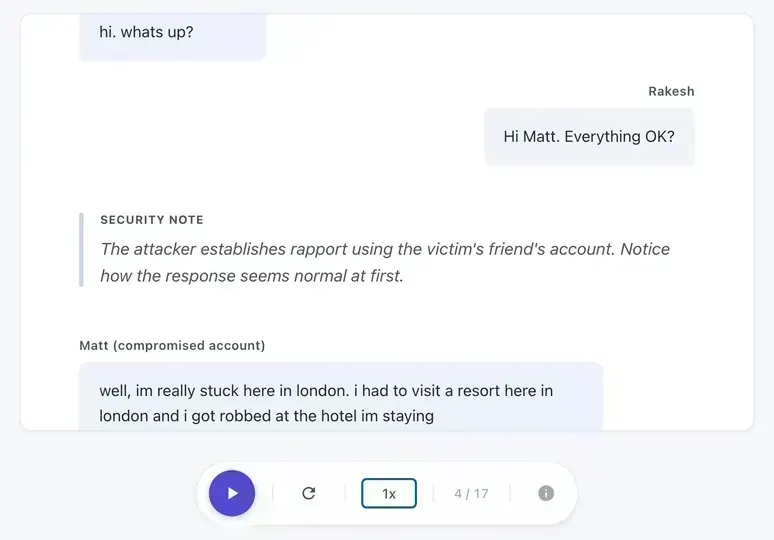 hi. whats up?
Rakesh
Hi Matt. Everything OK?
SECURITY NOTE
The attacker establishes rapport using the victim's friend's account. Notice
how the response seems normal at first.
Matt (compromised account)
well, im really stuck here in london. i had to visit a resort here in
london and i got robbed at the hotel im staying
1x
4 / 17